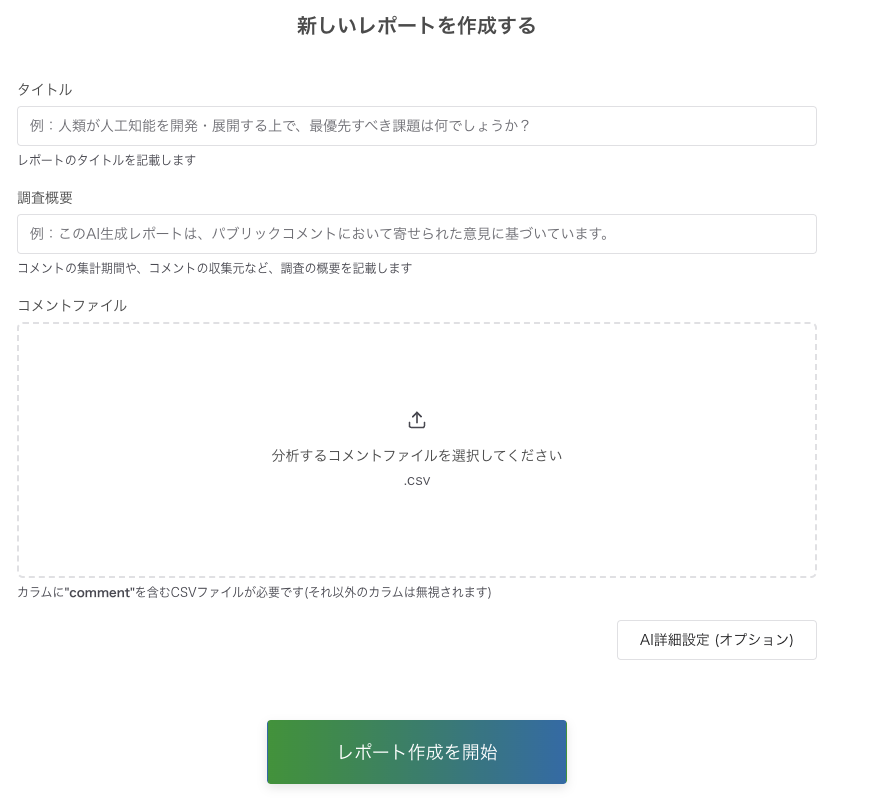 新しいレポートを作成する
タイトル
例：人類が人工知能を開発・展開する上で、最優先すべき課題は何でしょうか？
レポートのタイトルを記載します
調査概要
例：このAI生成レポートは、パブリックコメントにおいて寄せられた意見に基づいています。
コメントの集計期間や、コメントの収集元など、調査の概要を記載します
コメントファイル
分析するコメントファイルを選択してください
.csv
カラムに"comment"を含むCSVファイルが必要です(それ以外のカラムは無視されます)
AI詳細設定 (オプション)
レポート作成を開始